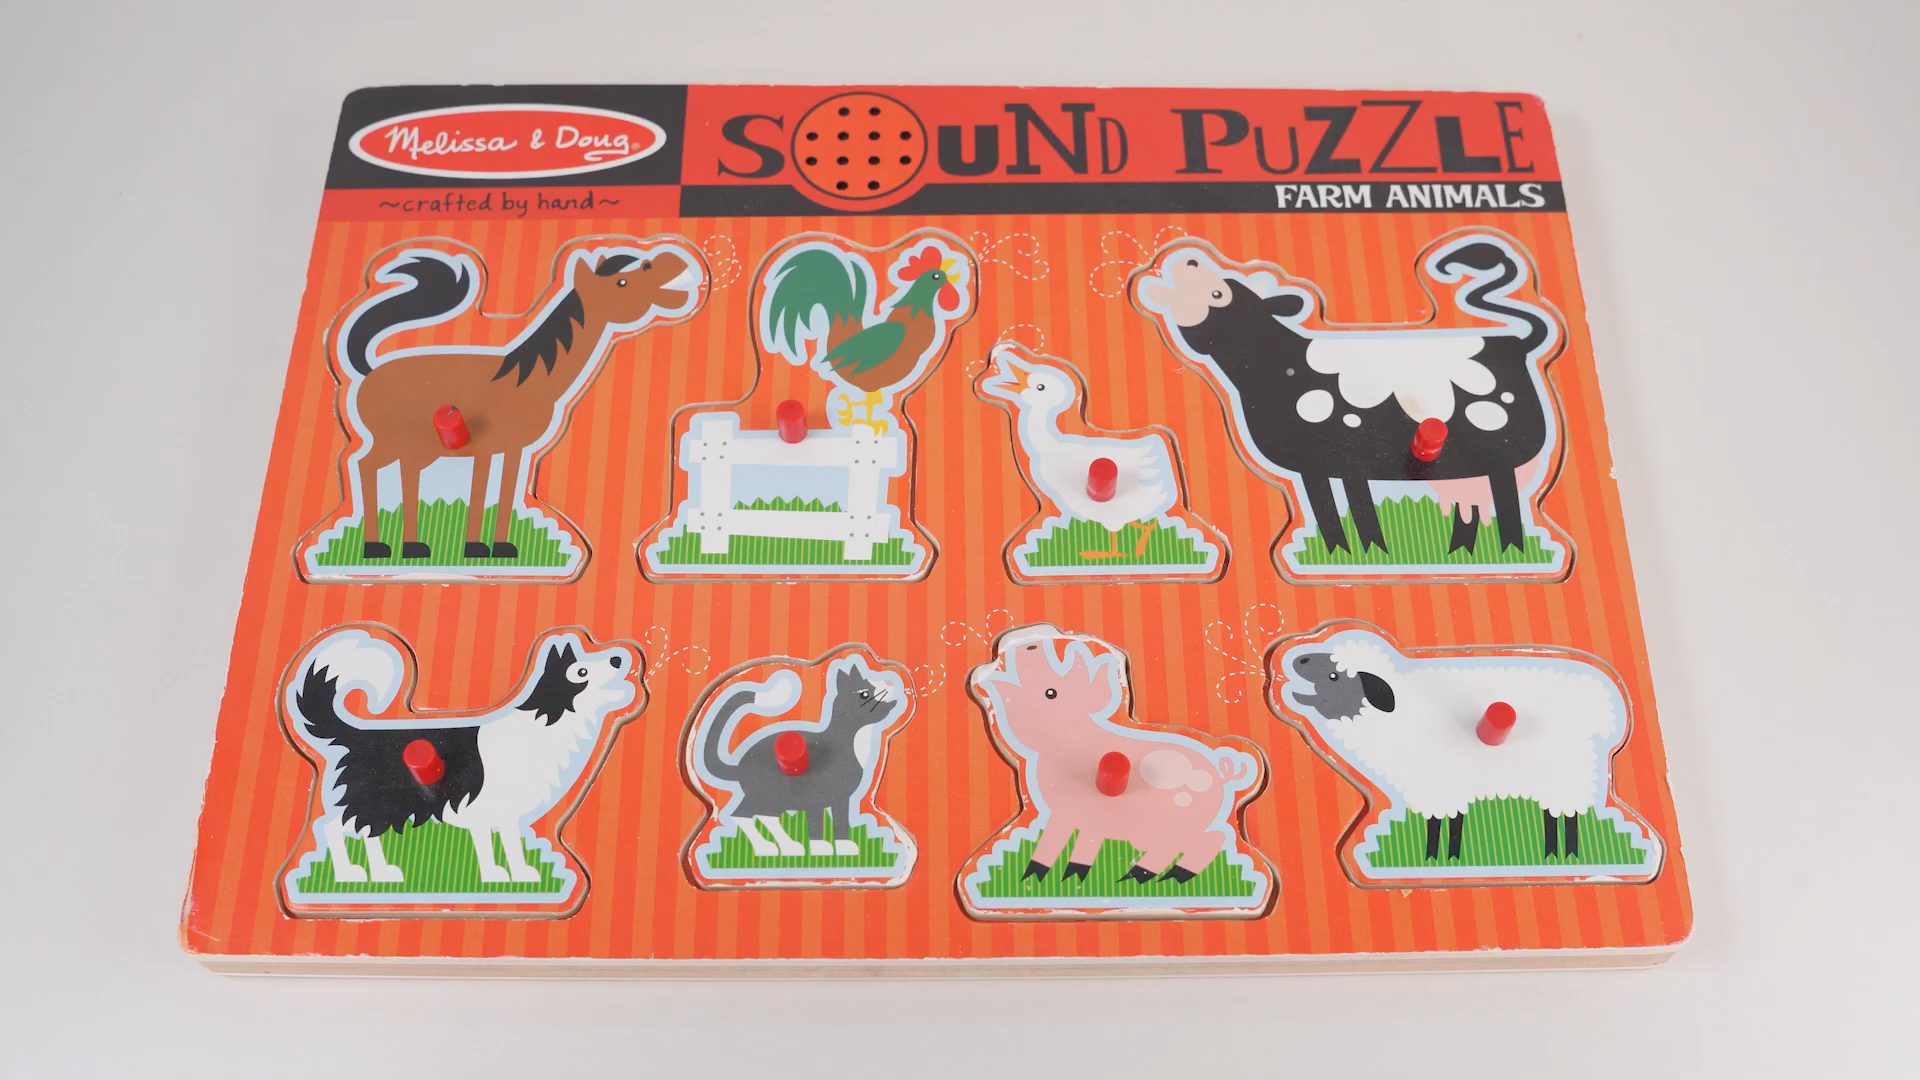 Melissa & Doug®
~crafted by hand~
SOUND PUZZLE
FARM ANIMALS